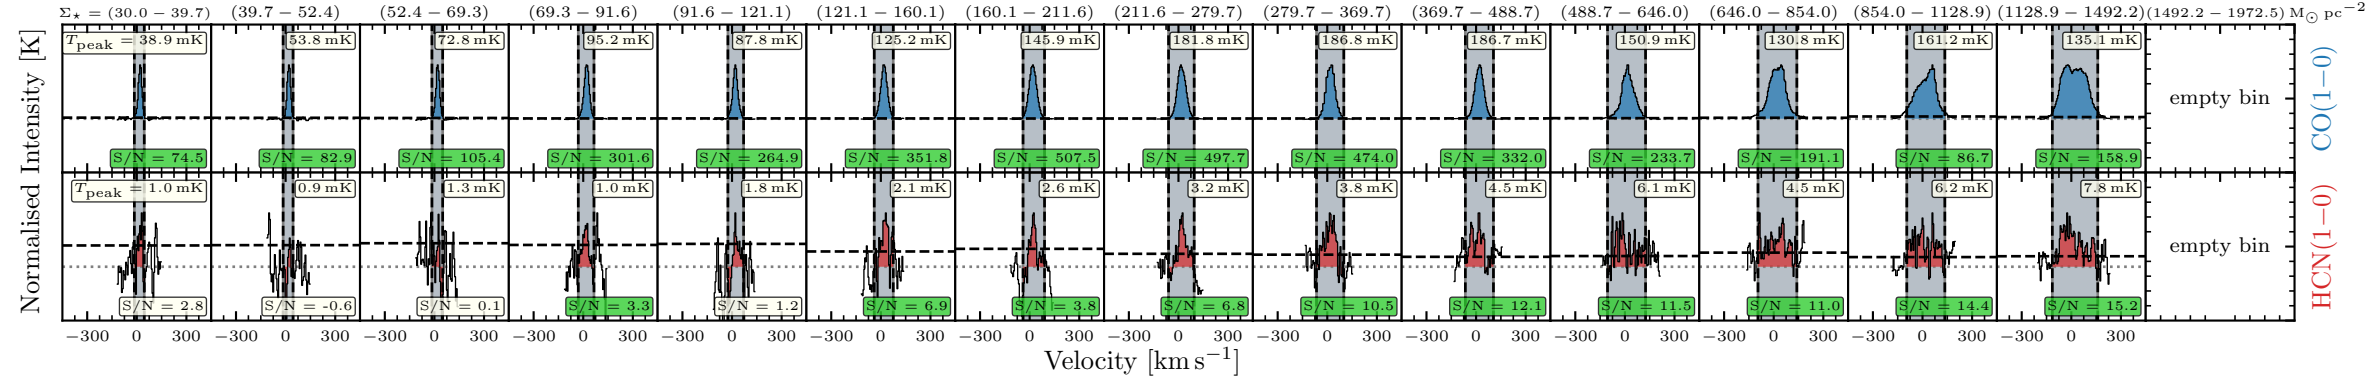 Σ⋆ = (30.0 − 39.7) (39.7 − 52.4) (52.4 − 69.3) (69.3 − 91.6) (91.6 − 121.1) (121.1 − 160.1) (160.1 − 211.6) (211.6 − 279.7) (279.7 − 369.7) (369.7 − 488.7) (488.7 − 646.0) (646.0 − 854.0) (854.0 − 1128.9) (1128.9 − 1492.2) (1492.2 − 1972.5) M⊙ pc⁻²
Tpeak = 38.9 mK 53.8 mK 72.8 mK 95.2 mK 87.8 mK 125.2 mK 145.9 mK 181.8 mK 186.8 mK 186.7 mK 150.9 mK 130.8 mK 161.2 mK 135.1 mK
empty bin
S/N = 74.5 S/N = 82.9 S/N = 105.4 S/N = 301.6 S/N = 264.9 S/N = 351.8 S/N = 507.5 S/N = 497.7 S/N = 474.0 S/N = 332.0 S/N = 233.7 S/N = 191.1 S/N = 86.7 S/N = 158.9
CO(1−0)
Tpeak = 1.0 mK 0.9 mK 1.3 mK 1.0 mK 1.8 mK 2.1 mK 2.6 mK 3.2 mK 3.8 mK 4.5 mK 6.1 mK 4.5 mK 6.2 mK 7.8 mK
empty bin
S/N = 2.8 S/N = -0.6 S/N = 0.1 S/N = 3.3 S/N = 1.2 S/N = 6.9 S/N = 3.8 S/N = 6.8 S/N = 10.5 S/N = 12.1 S/N = 11.5 S/N = 11.0 S/N = 14.4 S/N = 15.2
HCN(1−0)
Normalised Intensity [K]
−300 0 300 −300 0 300 −300 0 300 −300 0 300 −300 0 300 −300 0 300 −300 0 300 −300 0 300 −300 0 300 −300 0 300 −300 0 300 −300 0 300 −300 0 300 −300 0 300
Velocity [km s⁻¹]